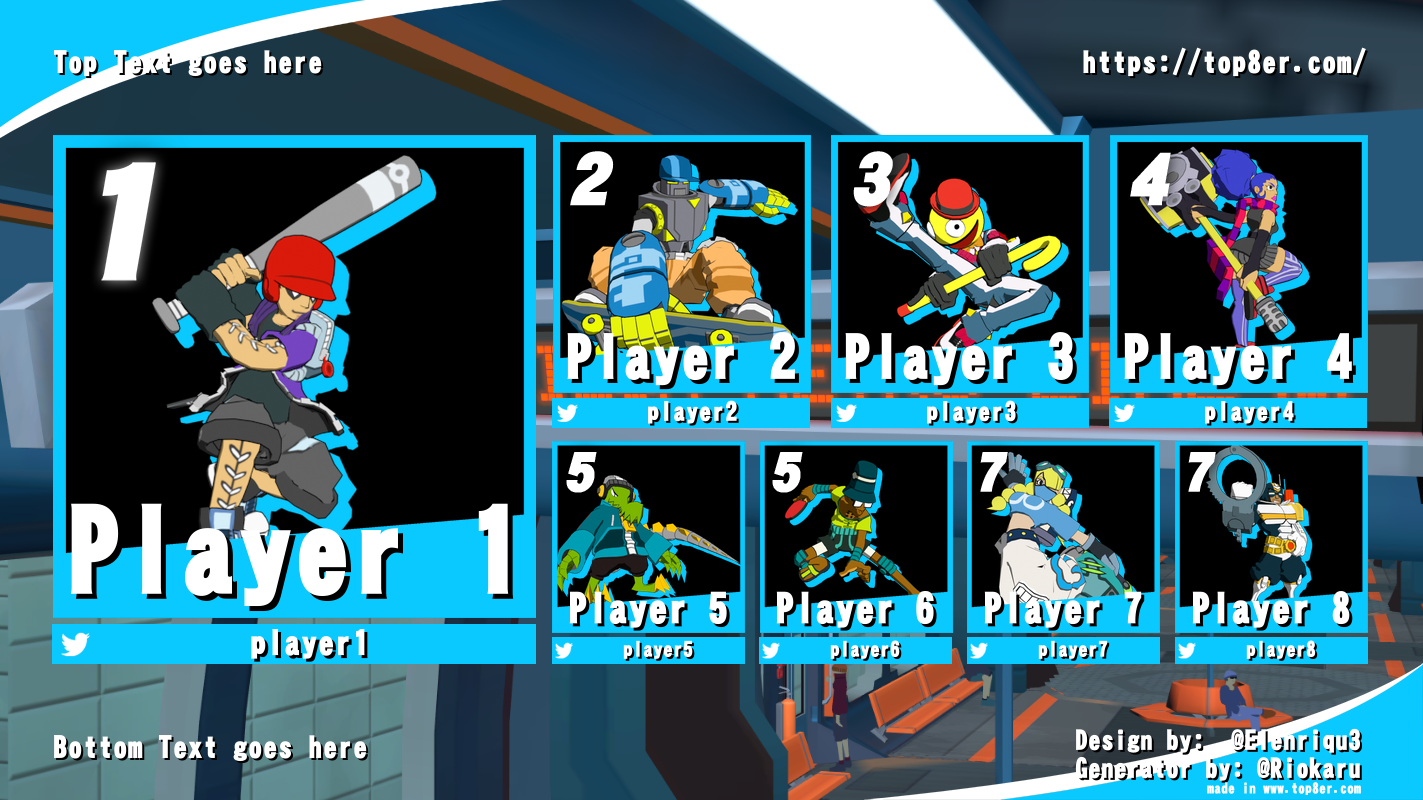 Top Text goes here
https://top8er.com/
1
Player 1
player1
2
Player 2
player2
3
Player 3
player3
4
Player 4
player4
5
Player 5
player5
5
Player 6
player6
7
Player 7
player7
7
Player 8
player8
Bottom Text goes here
Design by: @Elenriqu3
Generator by: @Riokaru
made in www.top8er.com